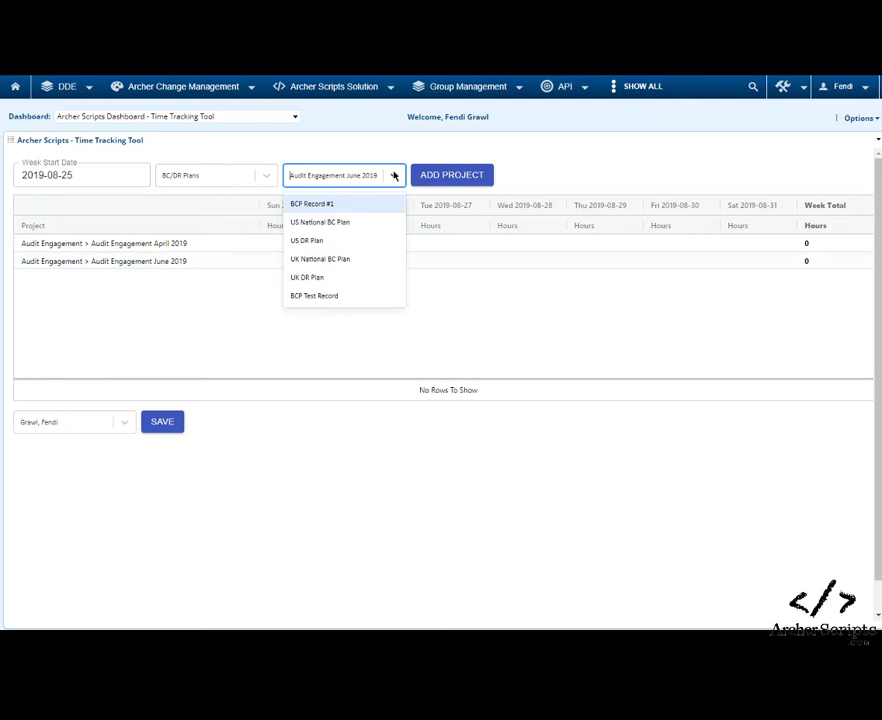 DDE Archer Change Management Archer Scripts Solution Group Management API SHOW ALL Fendi
Dashboard: Archer Scripts Dashboard - Time Tracking Tool Welcome, Fendi Grawl Options
Archer Scripts - Time Tracking Tool
Week Start Date
2019-08-25 BC/DR Plans Audit Engagement June 2019 ADD PROJECT
BCP Record #1
US National BC Plan
US DR Plan
UK National BC Plan
UK DR Plan
BCP Test Record
Sun 2 Tue 2019-08-27 Wed 2019-08-28 Thu 2019-08-29 Fri 2019-08-30 Sat 2019-08-31 Week Total
Project Hou Hours Hours Hours Hours Hours Hours
Audit Engagement > Audit Engagement April 2019 0
Audit Engagement > Audit Engagement June 2019 0
No Rows To Show
Grawl, Fendi SAVE
</> 
ArcherScripts